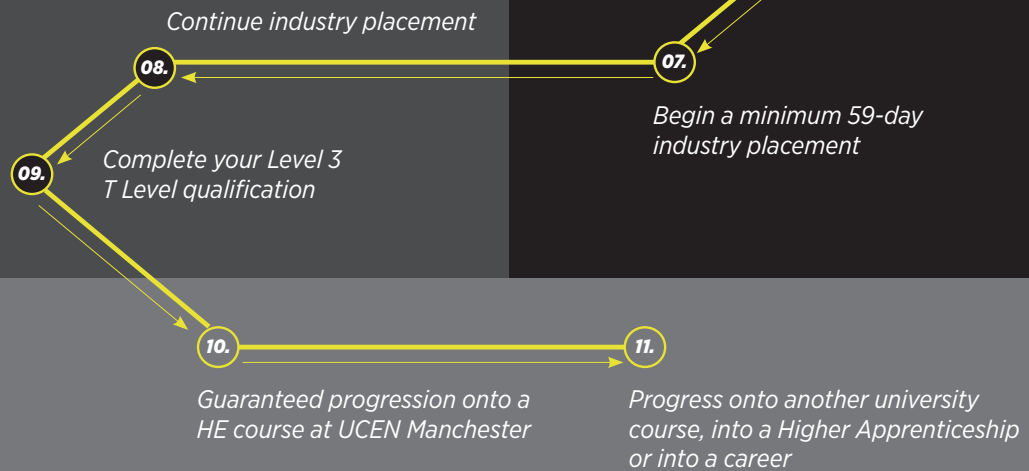 Continue industry placement
08.
07.
Begin a minimum 59-day
industry placement
09.
Complete your Level 3
T Level qualification
10.
11.
Guaranteed progression onto a
HE course at UCEN Manchester
Progress onto another university
course, into a Higher Apprenticeship
or into a career